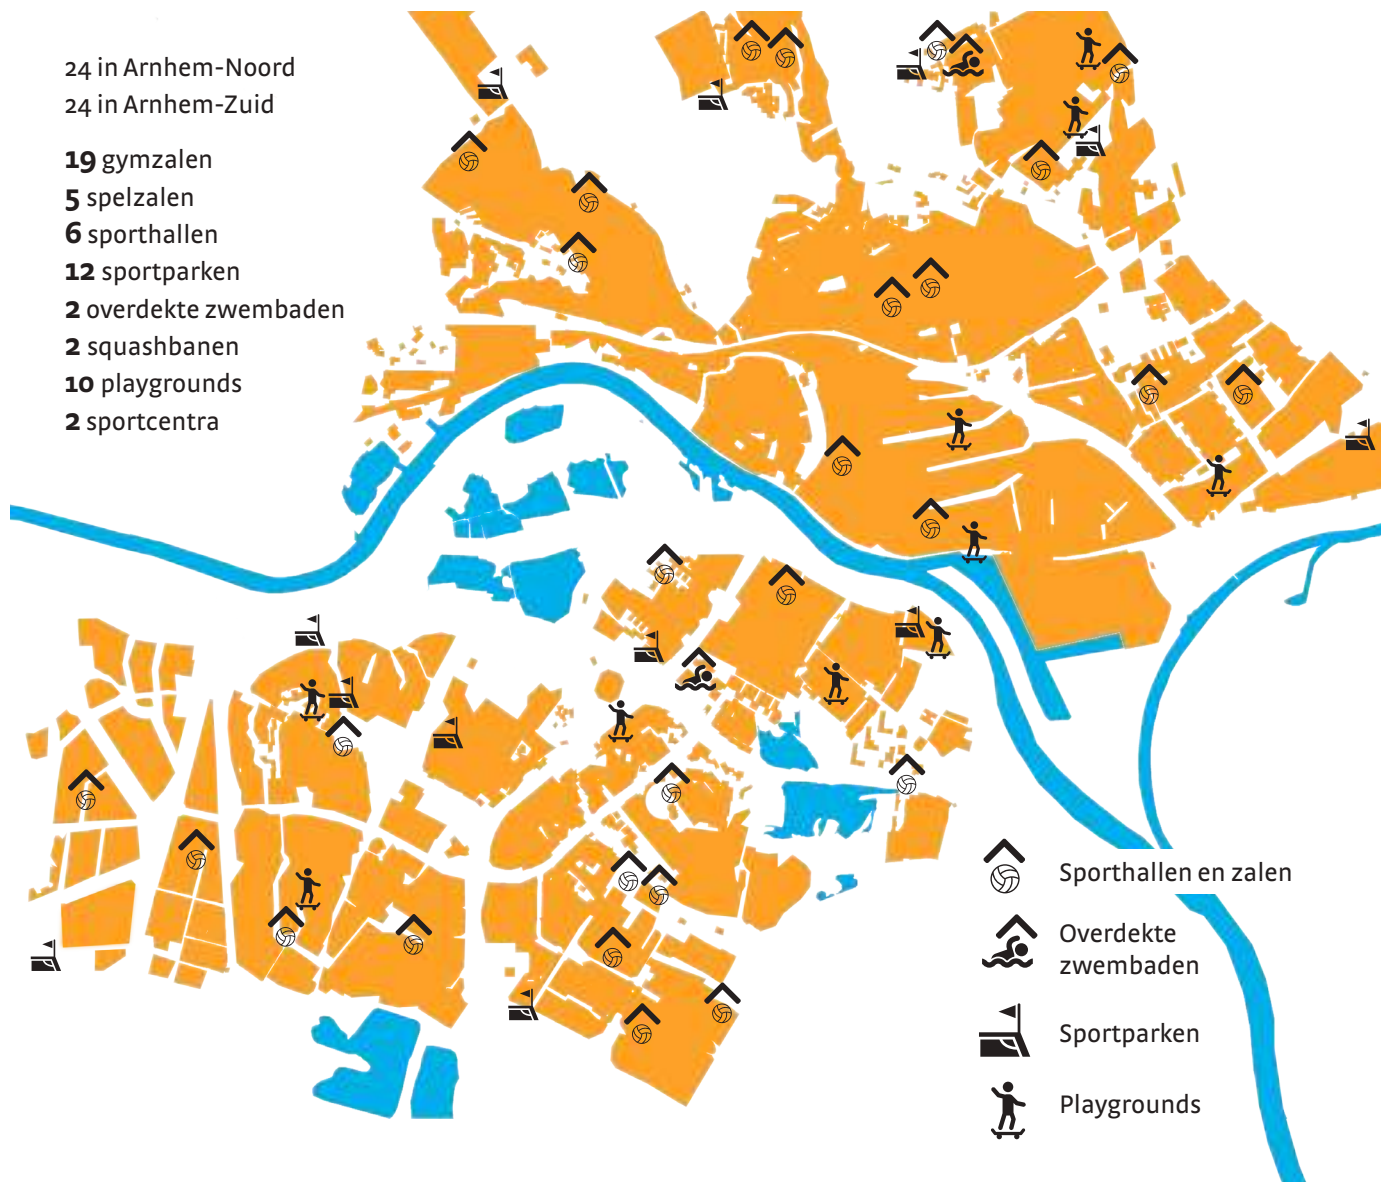 24 in Arnhem-Noord
24 in Arnhem-Zuid
19 gymzalen
5 spelzalen
6 sporthallen
12 sportparken
2 overdekte zwembaden
2 squashbanen
10 playgrounds
2 sportcentra
Sporthallen en zalen
Overdekte
zwembaden
Sportparken
Playgrounds